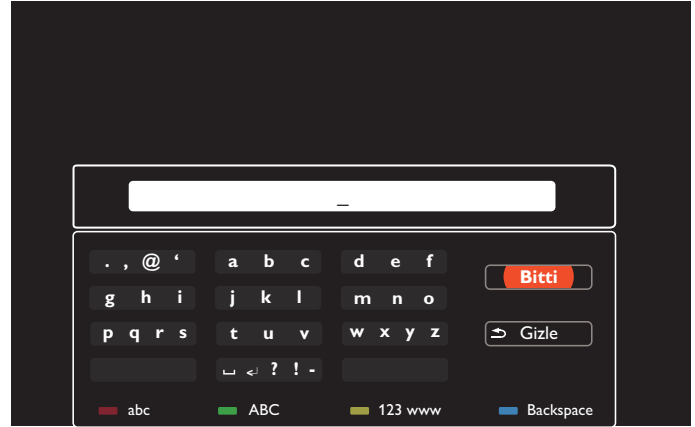 _
. , @ ‘ a b c d e f
Bitti
g h i j k l m n o
p q r s t u v w x y z Gizle
␣ ↵ ? ! -
abc ABC 123 www Backspace